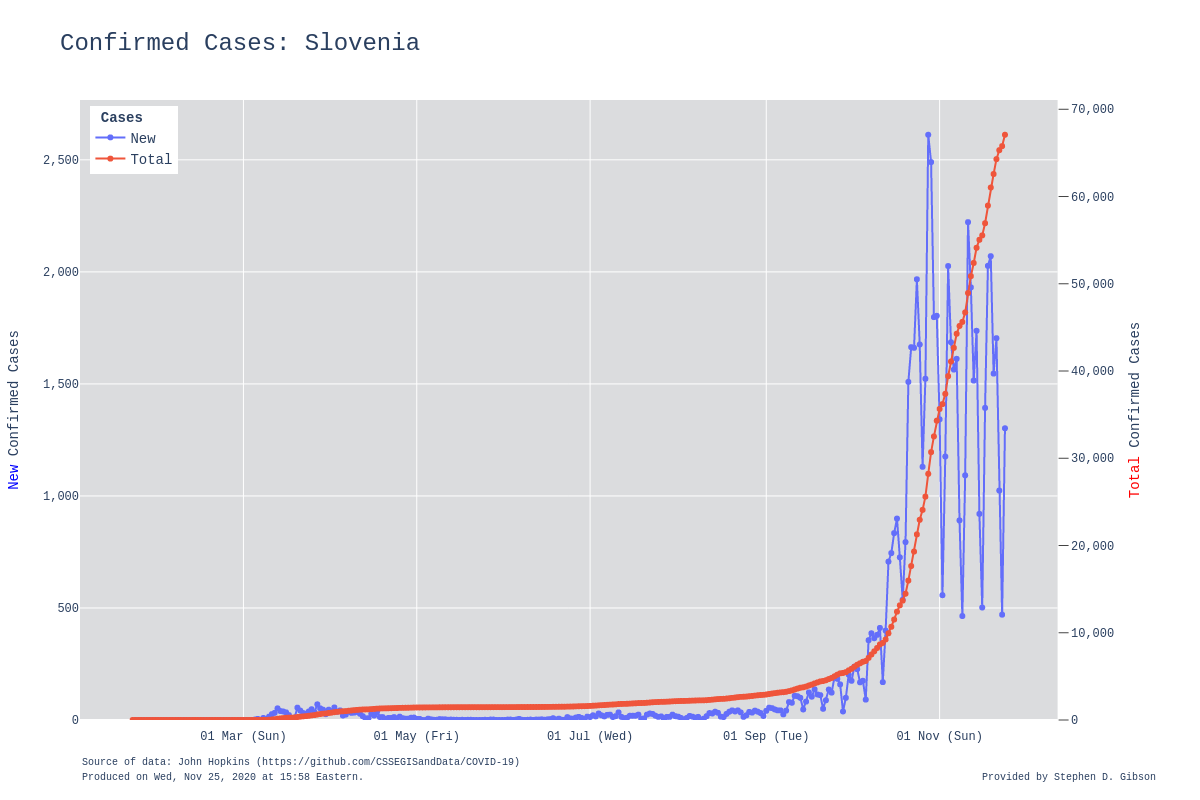 Confirmed Cases: Slovenia
Cases
New
Total
2,500
2,000
1,500
1,000
500
0
New Confirmed Cases
70,000
60,000
50,000
40,000
30,000
20,000
10,000
0
Total Confirmed Cases
01 Mar (Sun)
01 May (Fri)
01 Jul (Wed)
01 Sep (Tue)
01 Nov (Sun)
Source of data: John Hopkins (https://github.com/CSSEGISandData/COVID-19)
Produced on Wed, Nov 25, 2020 at 15:58 Eastern.
Provided by Stephen D. Gibson